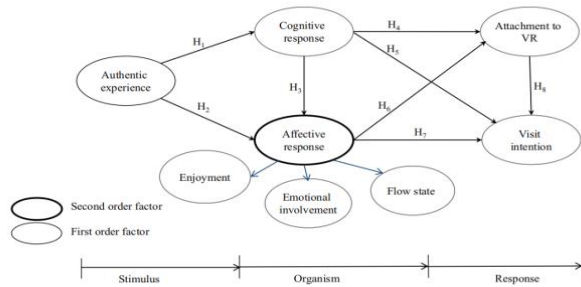 Cognitive
response
Attachment to
VR
H1
H4
H5
Authentic
experience
H3
H8
H2
H6
Affective
response
H7
Visit
intention
Enjoyment
Emotional
involvement
Flow state
Second order factor
First order factor
Stimulus
Organism
Response